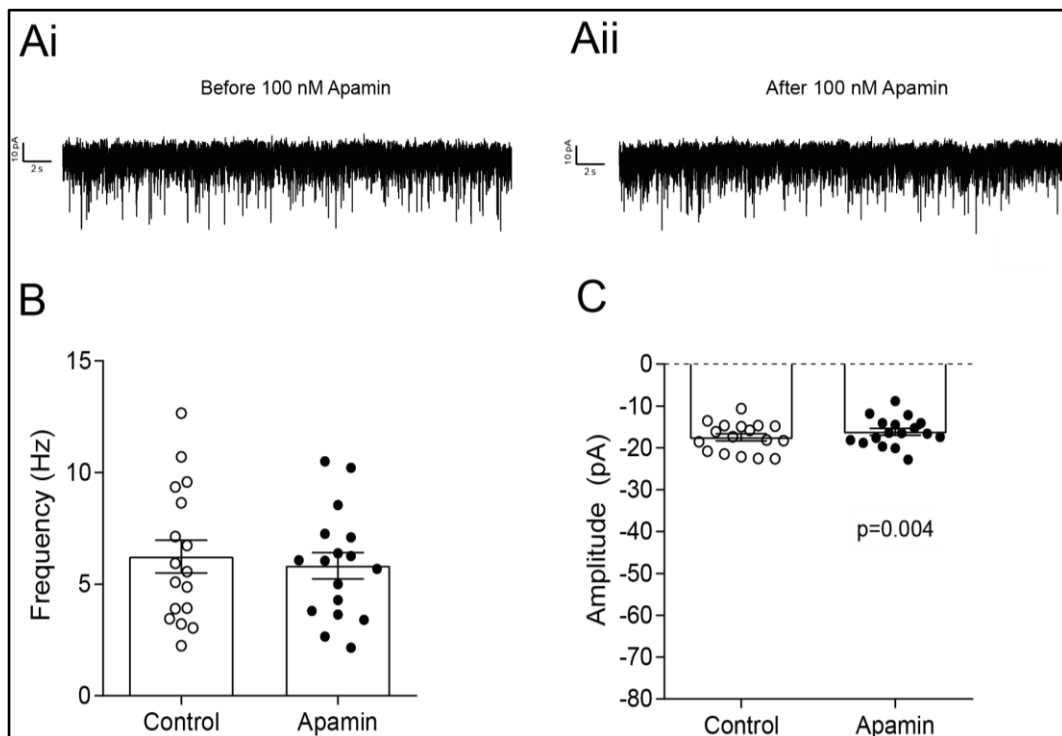 Ai
Aii
Before 100 nM Apamin
After 100 nM Apamin
10 pA
2 s
10 pA
2 s
B
C
15
10
5
0
Frequency (Hz)
Control
Apamin
0
-10
-20
-30
-40
-50
-60
-70
-80
Amplitude (pA)
p=0.004
Control
Apamin